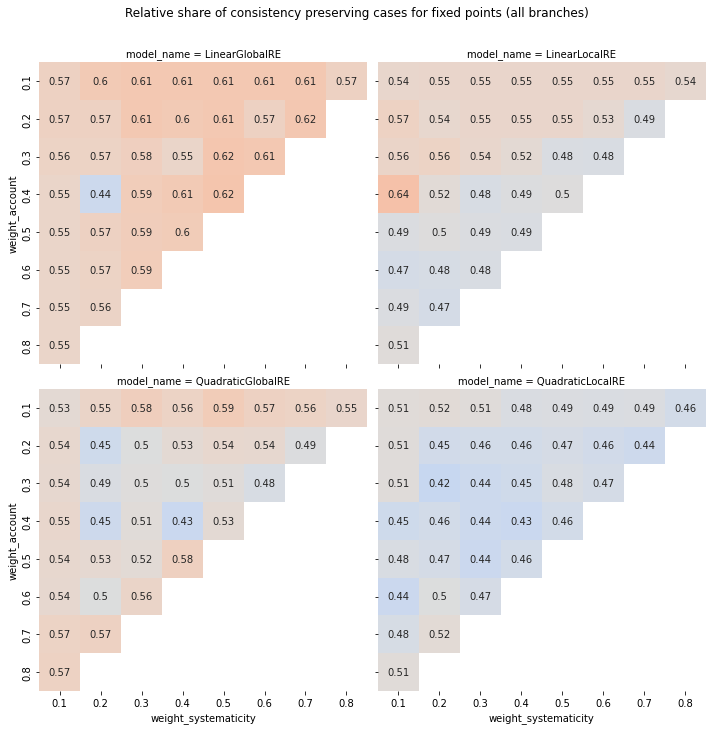 Relative share of consistency preserving cases for fixed points (all branches)
model_name = LinearGlobalRE
model_name = LinearLocalRE
weight_account
0.1 0.57 0.6 0.61 0.61 0.61 0.61 0.61 0.57 0.54 0.55 0.55 0.55 0.55 0.55 0.55 0.54
0.2 0.57 0.57 0.61 0.6 0.61 0.57 0.62 0.57 0.54 0.55 0.55 0.55 0.53 0.49
0.3 0.56 0.57 0.58 0.55 0.62 0.61 0.56 0.56 0.54 0.52 0.48 0.48
0.4 0.55 0.44 0.59 0.61 0.62 0.64 0.52 0.48 0.49 0.5
0.5 0.55 0.57 0.59 0.6 0.49 0.5 0.49 0.49
0.6 0.55 0.57 0.59 0.47 0.48 0.48
0.7 0.55 0.56 0.49 0.47
0.8 0.55 0.51
model_name = QuadraticGlobalRE
model_name = QuadraticLocalRE
weight_account
0.1 0.53 0.55 0.58 0.56 0.59 0.57 0.56 0.55 0.51 0.52 0.51 0.48 0.49 0.49 0.49 0.46
0.2 0.54 0.45 0.5 0.53 0.54 0.54 0.49 0.51 0.45 0.46 0.46 0.47 0.46 0.44
0.3 0.54 0.49 0.5 0.5 0.51 0.48 0.51 0.42 0.44 0.45 0.48 0.47
0.4 0.55 0.45 0.51 0.43 0.53 0.45 0.46 0.44 0.43 0.46
0.5 0.54 0.53 0.52 0.58 0.48 0.47 0.44 0.46
0.6 0.54 0.5 0.56 0.44 0.5 0.47
0.7 0.57 0.57 0.48 0.52
0.8 0.57 0.51
0.1 0.2 0.3 0.4 0.5 0.6 0.7 0.8 0.1 0.2 0.3 0.4 0.5 0.6 0.7 0.8
weight_systematicity
weight_systematicity